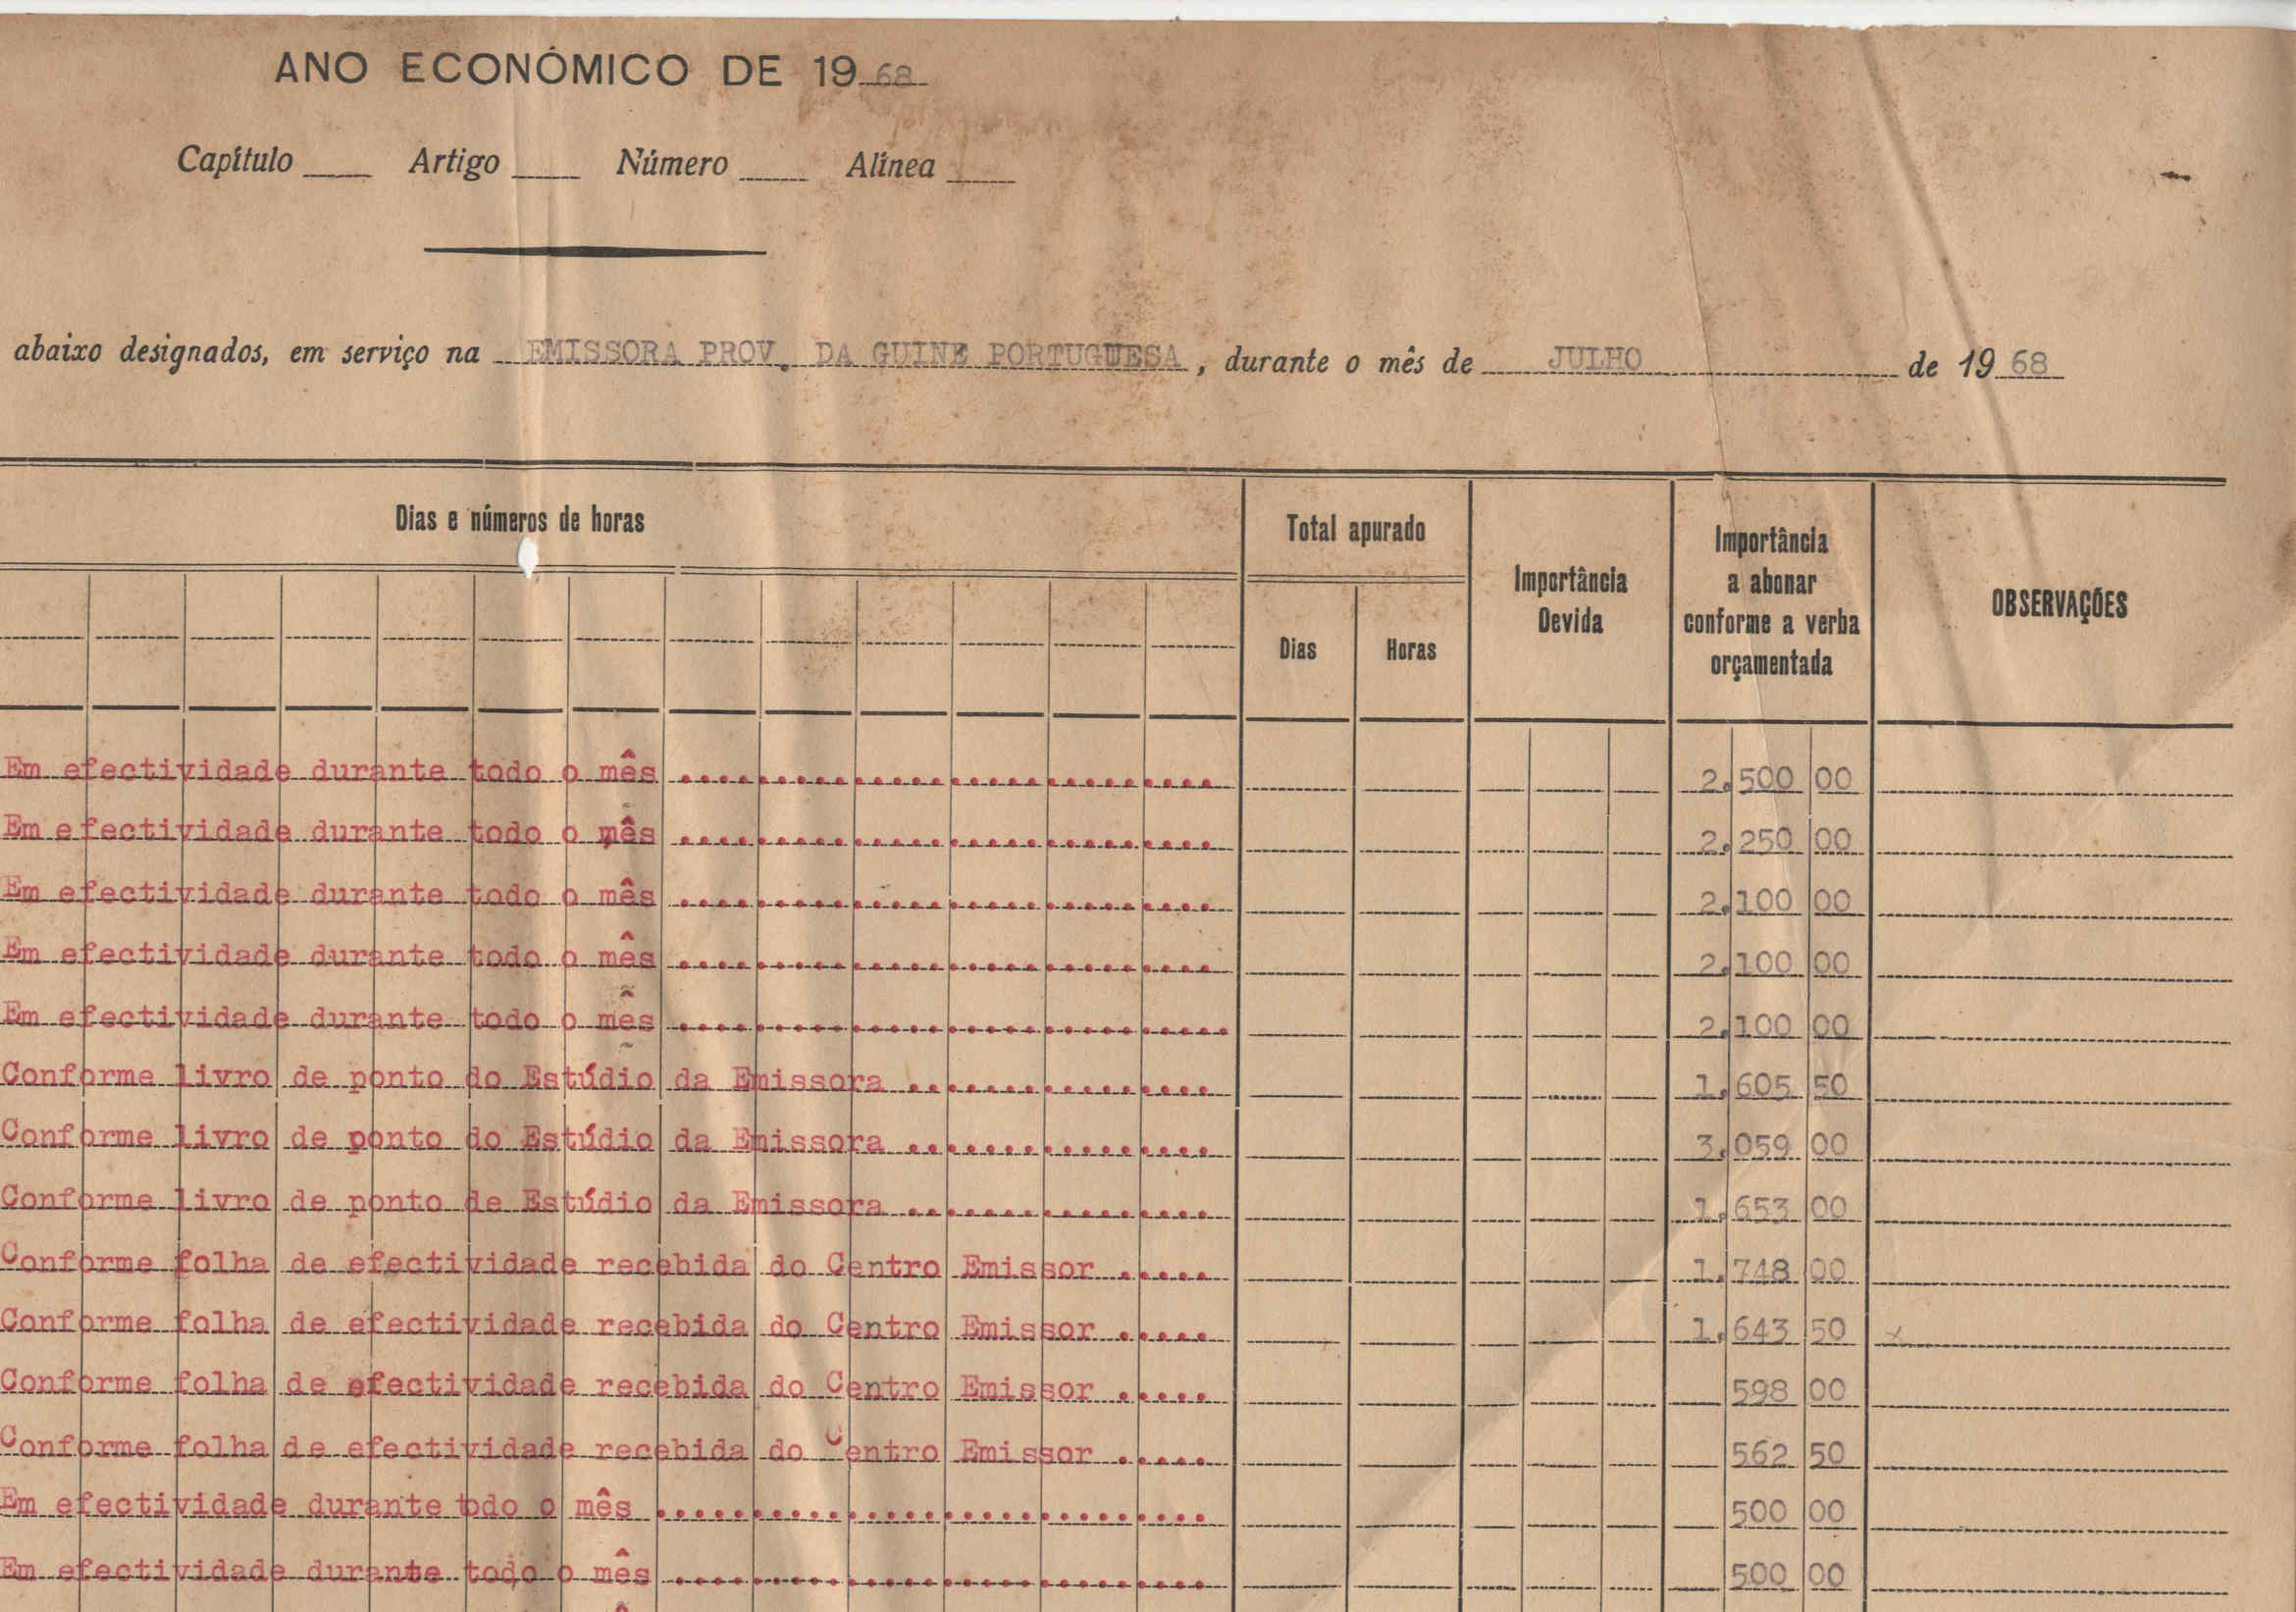 ANO ECONÓMICO DE 1968
Capítulo Artigo Número Alínea
abaixo designados, em serviço na EMISSORA PROV. DA GUINE PORTUGUESA, durante o mês de JULHO de 1968
Dias e números de horas
Total apurado
Dias Horas
Importância
Devida
Importância
a abonar
conforme a verba
orçamentada
OBSERVAÇÕES
Em efectividade durante todo o mês ............................ 2.500 00
Em efectividade durante todo o mês ............................ 2.250 00
Em efectividade durante todo o mês ............................ 2.100 00
Em efectividade durante todo o mês ............................ 2.100 00
Em efectividade durante todo o mês ............................. 2.100 00
Conforme livro de ponto do Estúdio da Emissora ................ 1.605 50
Conforme livro de ponto do Estúdio da Emissora ................ 3.059 00
Conforme livro de ponto de Estúdio da Emissora ................ 1.653 00
Conforme folha de efectividade recebida do Centro Emissor ..... 1.748 00
Conforme folha de efectividade recebida do Centro Emissor ..... 1.643 50 x
Conforme folha de efectividade recebida do Centro Emissor ..... 598 00
Conforme folha de efectividade recebida do Centro Emissor ..... 562 50
Em efectividade durante todo o mês ............................. 500 00
Em efectividade durante todo o mês ............................ 500 00